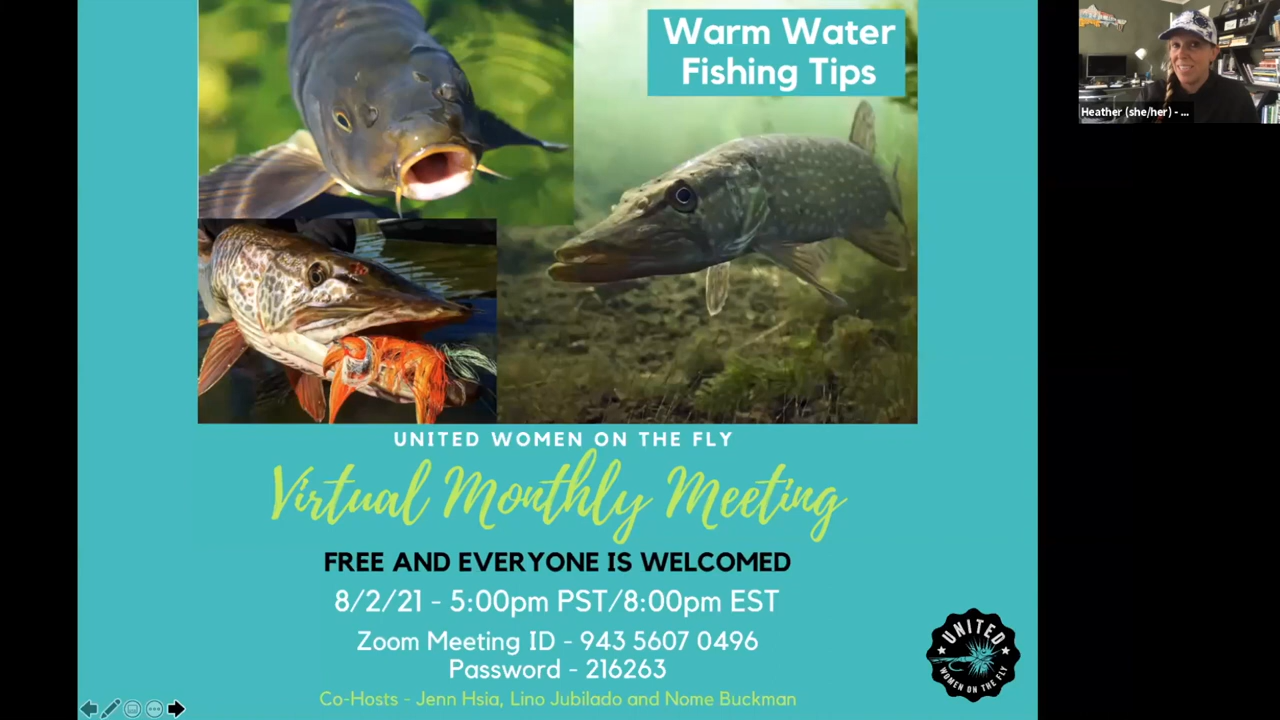 Warm Water
Fishing Tips
Heather (she/her) - ...
UNITED WOMEN ON THE FLY
Virtual Monthly Meeting
FREE AND EVERYONE IS WELCOMED
8/2/21 - 5:00pm PST/8:00pm EST
Zoom Meeting ID - 943 5607 0496
Password - 216263
Co-Hosts - Jenn Hsia, Lino Jubilado and Nome Buckman
UNITED
WOMEN ON THE FLY